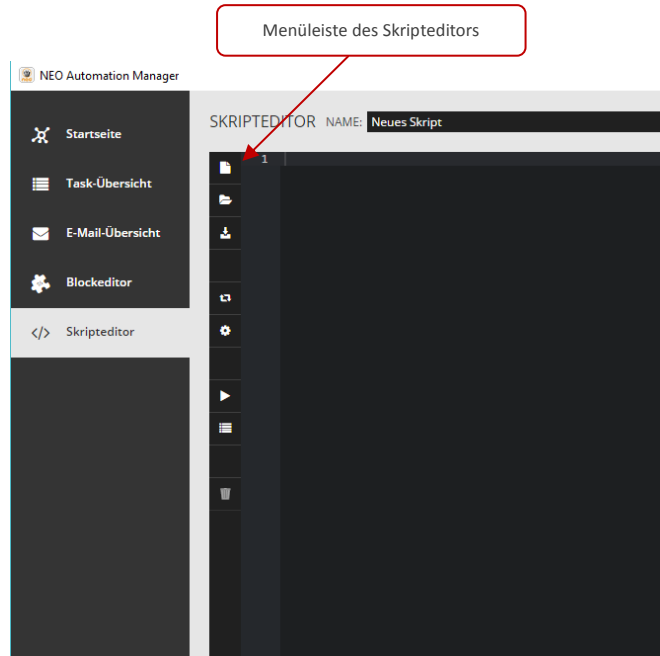 Menüleiste des Skripteditors
NEO Automation Manager
SKRIPTEDITOR NAME: Neues Skript
Startseite
1
Task-Übersicht
E-Mail-Übersicht
Blockeditor
</> Skripteditor